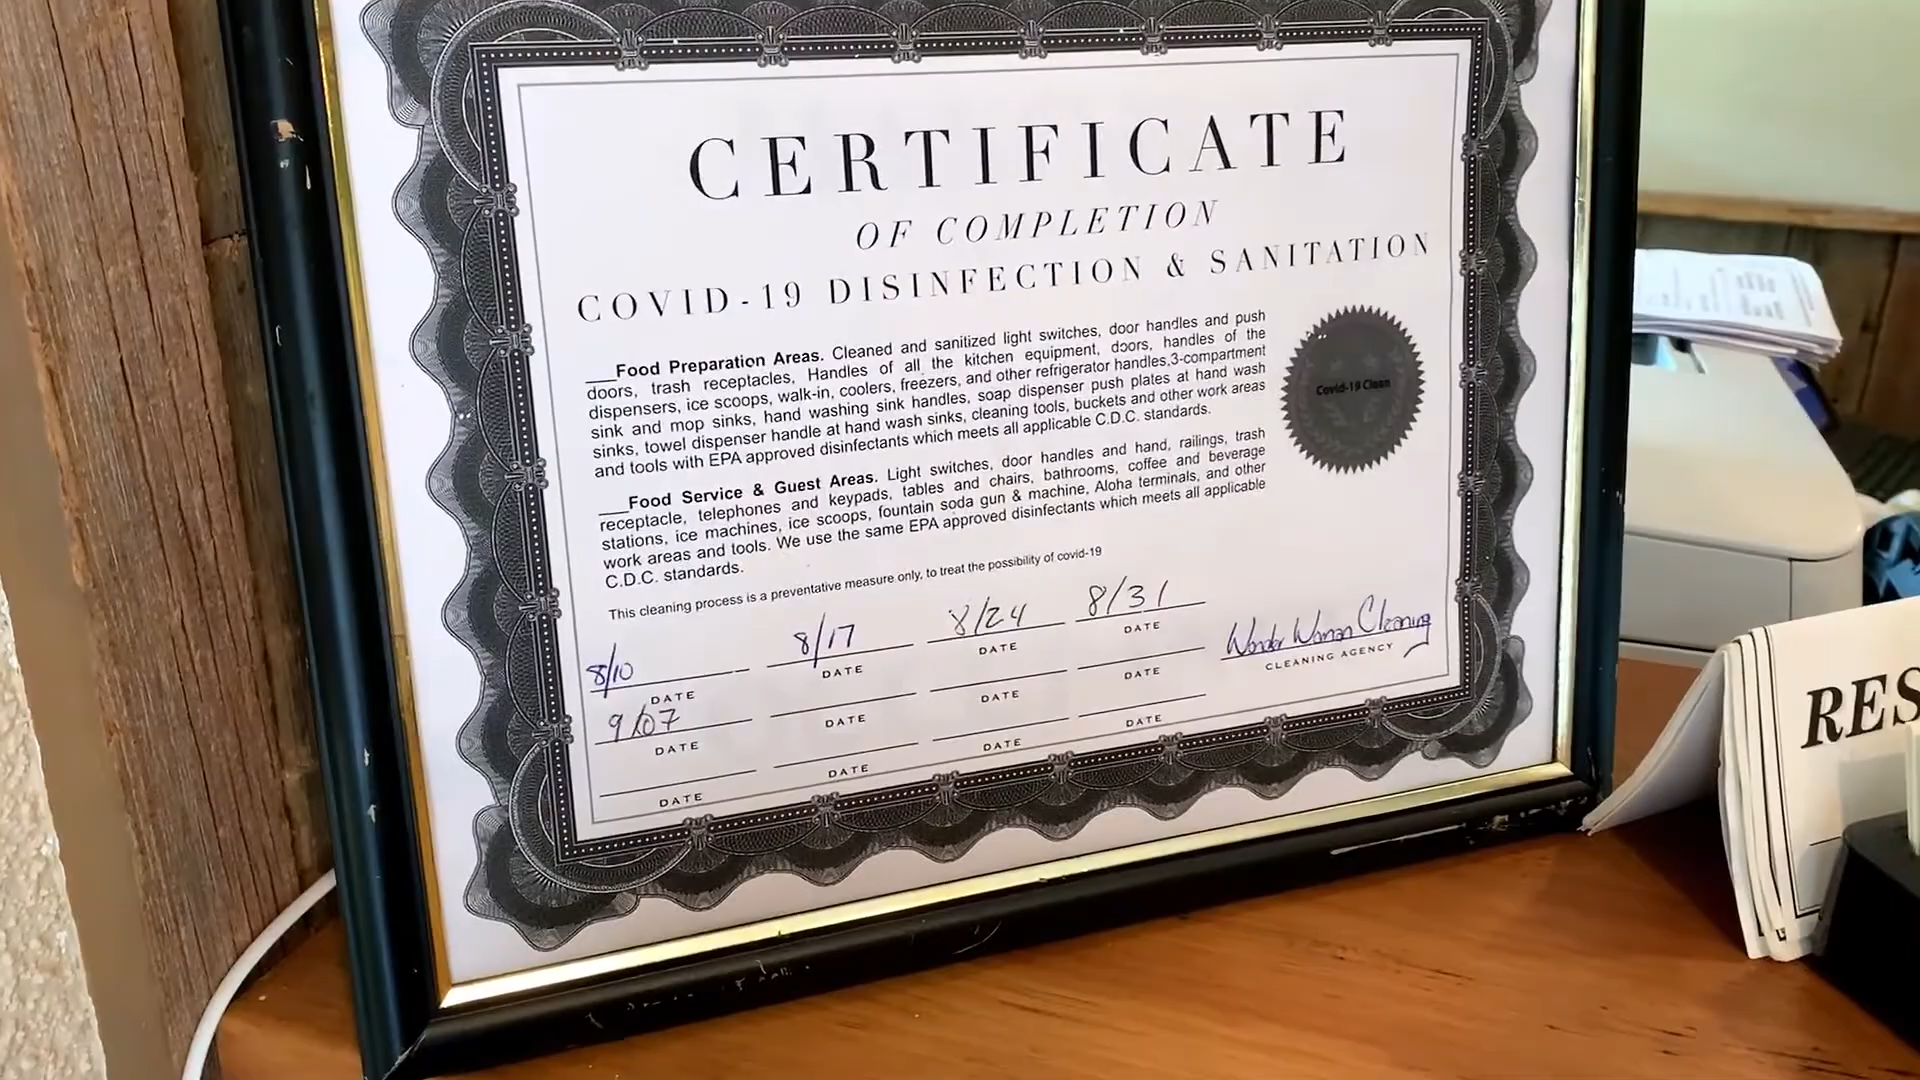 CERTIFICATE
OF COMPLETION
COVID-19 DISINFECTION & SANITATION
___Food Preparation Areas. Cleaned and sanitized light switches, door handles and push
doors, trash receptacles, Handles of all the kitchen equipment, doors, handles of the
dispensers, ice scoops, walk-in, coolers, freezers, and other refrigerator handles,3-compartment
sink and mop sinks, hand washing sink handles, soap dispenser push plates at hand wash
sinks, towel dispenser handle at hand wash sinks, cleaning tools, buckets and other work areas
and tools with EPA approved disinfectants which meets all applicable C.D.C. standards.
Covid-19 Clean
___Food Service & Guest Areas. Light switches, door handles and hand, railings, trash
receptacle, telephones and keypads, tables and chairs, bathrooms, coffee and beverage
stations, ice machines, ice scoops, fountain soda gun & machine, Aloha terminals, and other
work areas and tools. We use the same EPA approved disinfectants which meets all applicable
C.D.C. standards.
This cleaning process is a preventative measure only, to treat the possibility of covid-19
8/10 8/17 8/24 8/31
DATE DATE DATE DATE
Wonder Woman Cleaning
CLEANING AGENCY
9/07
DATE DATE DATE DATE
DATE DATE DATE DATE
RES